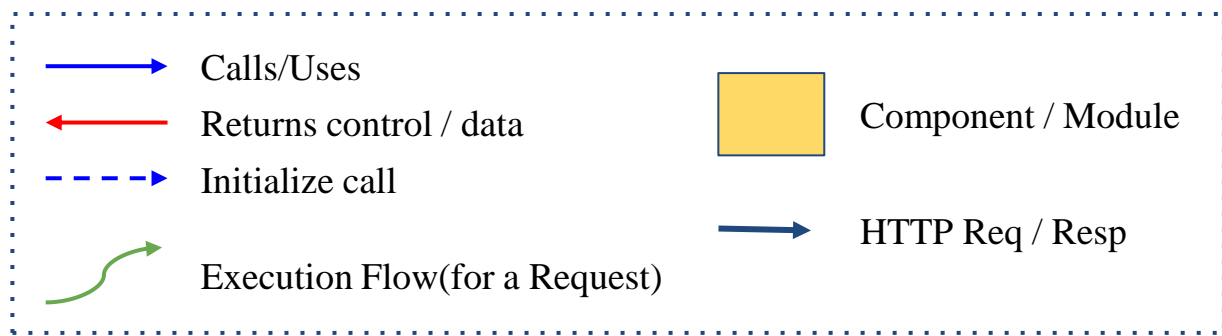 Calls/Uses
Returns control / data
Initialize call
Execution Flow(for a Request)
Component / Module
HTTP Req / Resp